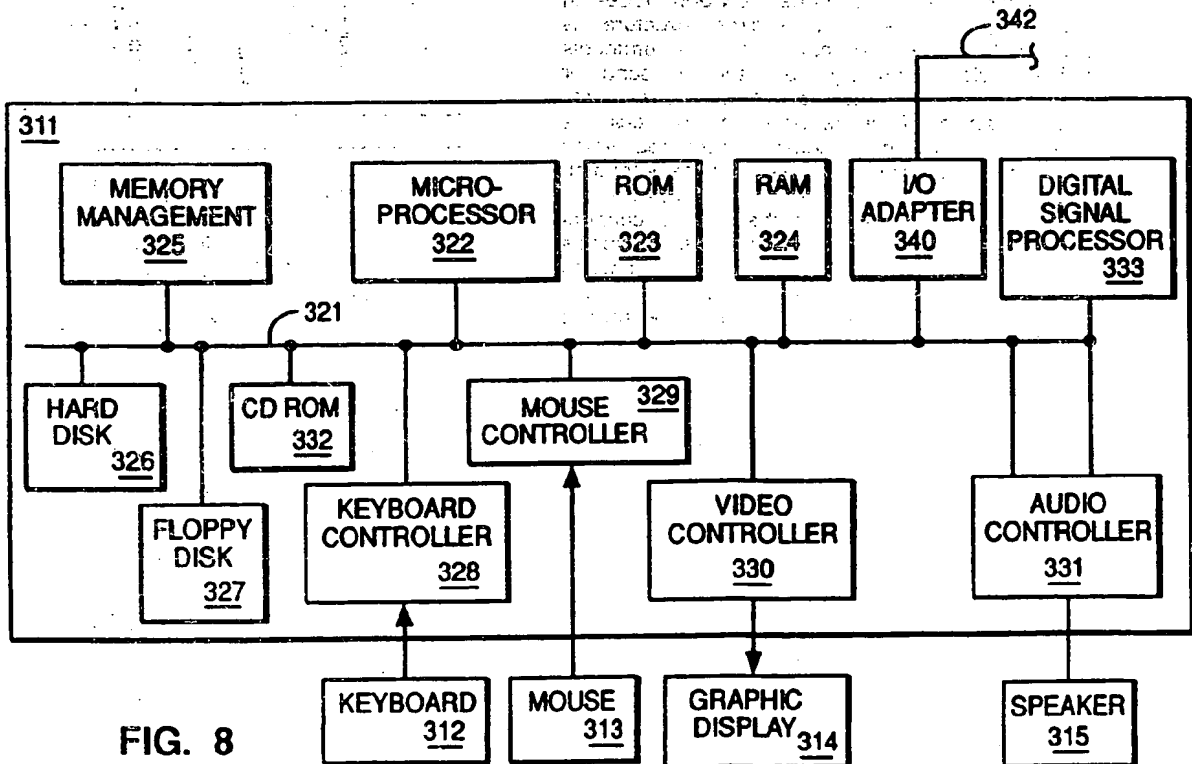 342
311
MEMORY
MANAGEMENT
325
MICRO-
PROCESSOR
322
ROM
323
RAM
324
I/O
ADAPTER
340
DIGITAL
SIGNAL
PROCESSOR
333
321
HARD
DISK
326
CD ROM
332
329
MOUSE
CONTROLLER
FLOPPY
DISK
327
KEYBOARD
CONTROLLER
328
VIDEO
CONTROLLER
330
AUDIO
CONTROLLER
331
KEYBOARD
312
MOUSE
313
GRAPHIC
DISPLAY
314
SPEAKER
315
FIG. 8